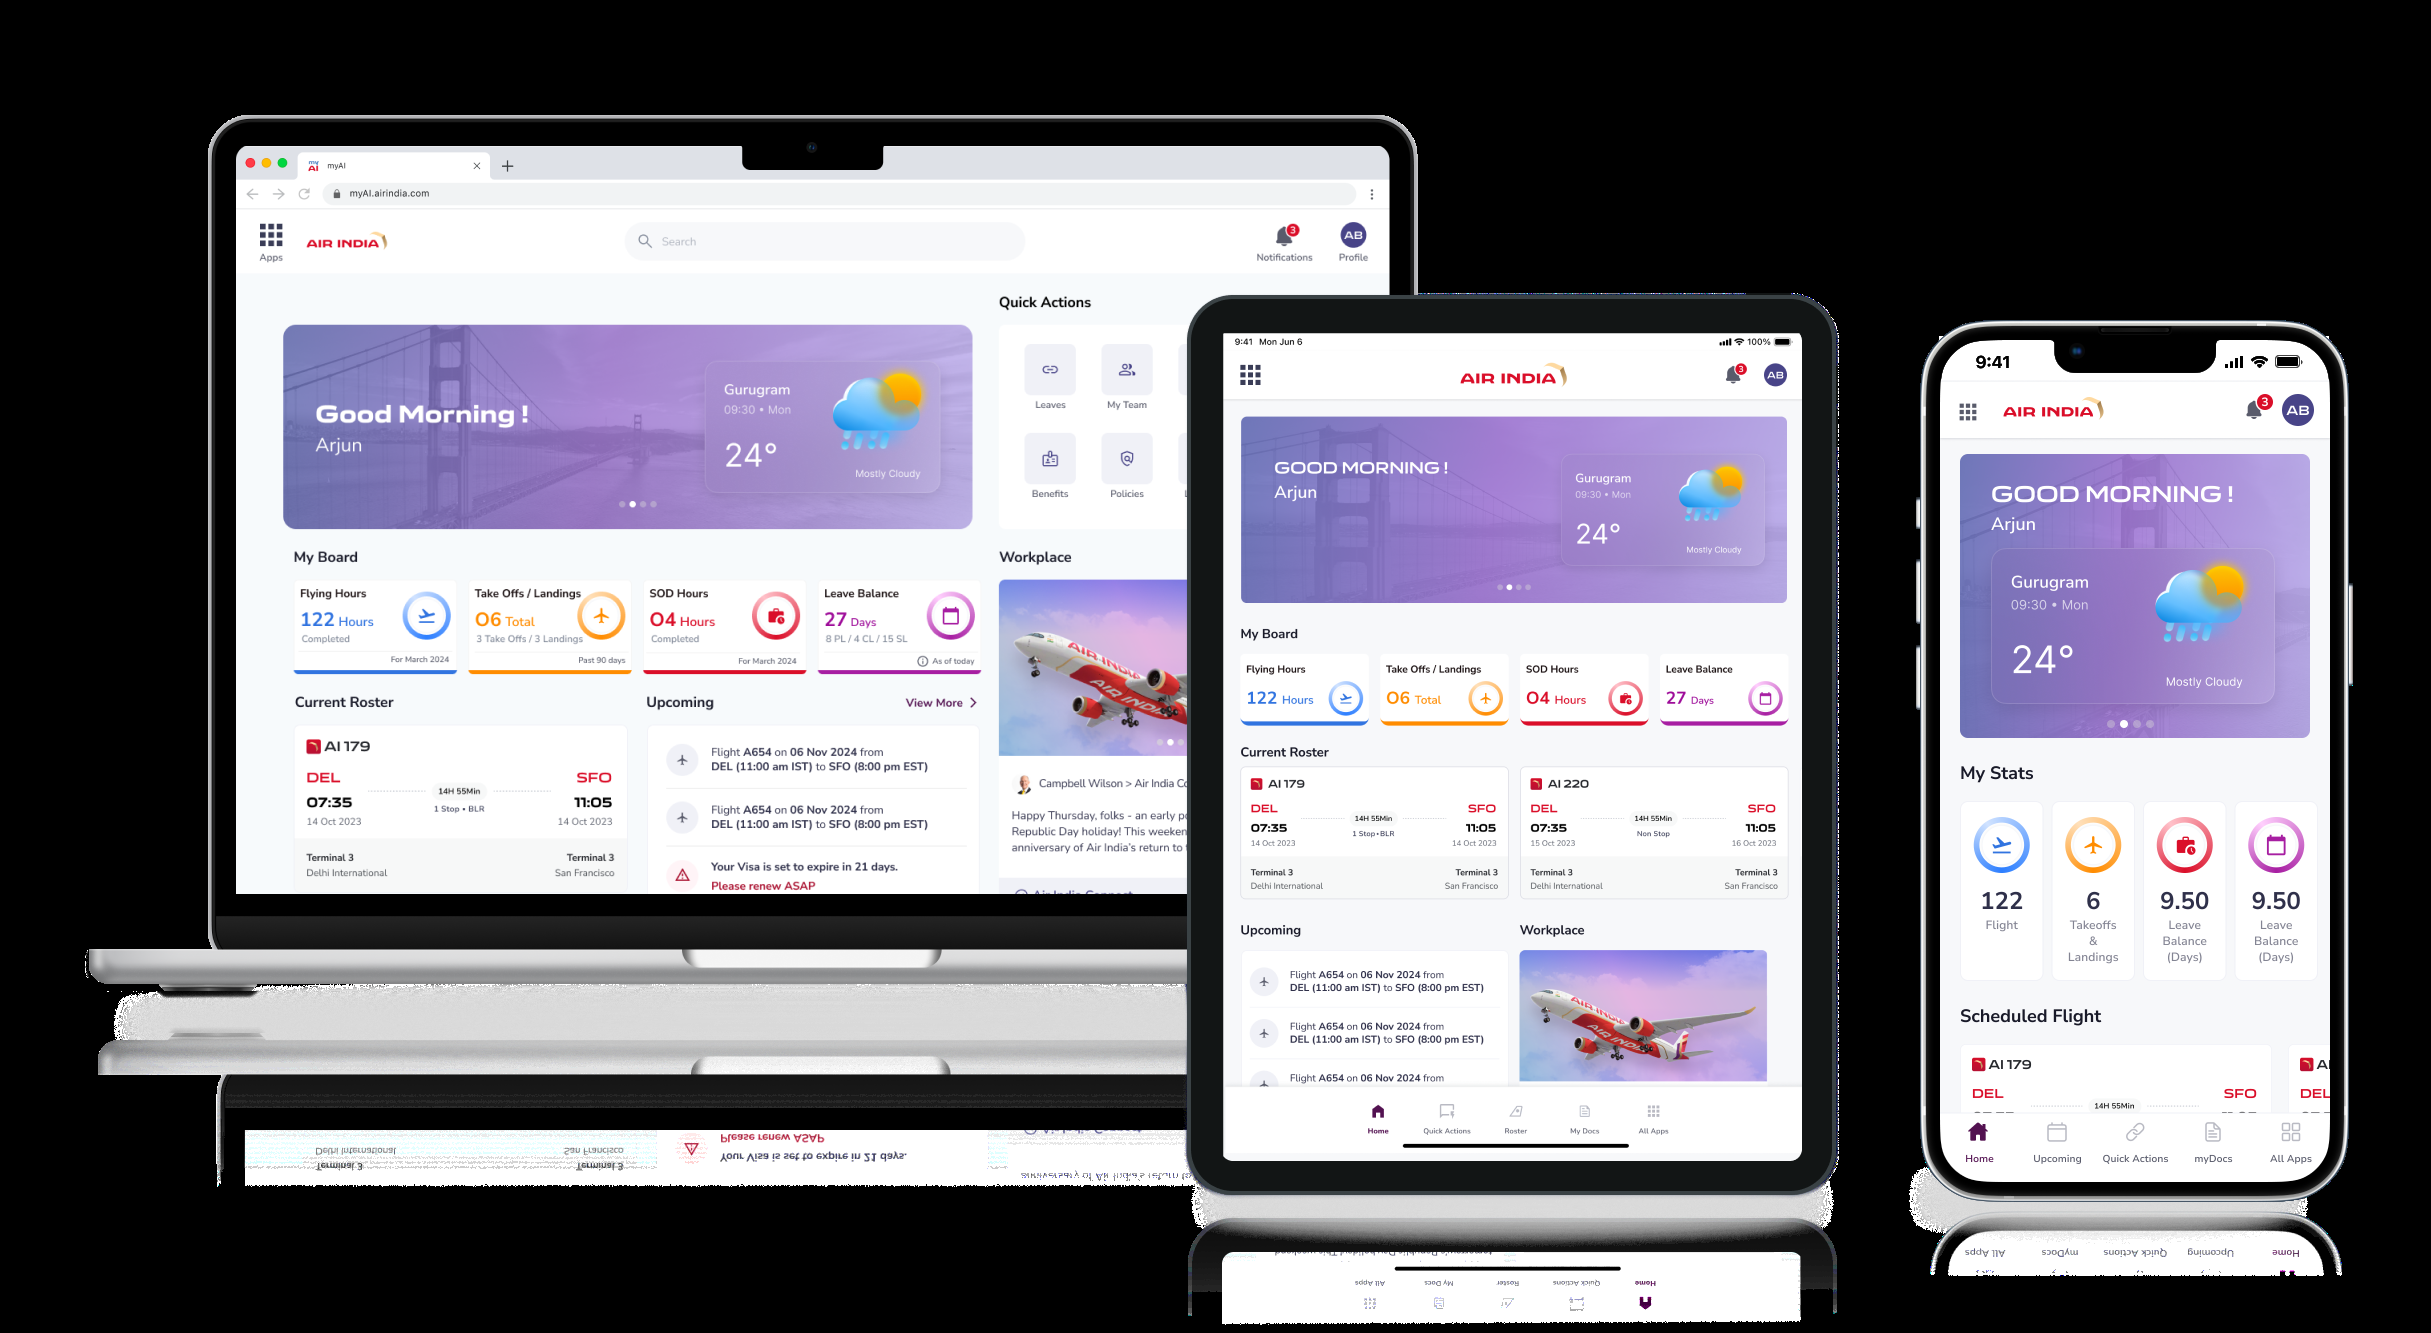 myAI
myAI.airindia.com
Apps
AIR INDIA
Search
3
Notifications
AB
Profile
Good Morning !
Arjun
Gurugram
09:30 • Mon
24°
Mostly Cloudy
Quick Actions
Leaves
My Team
Benefits
Policies
My Board
Flying Hours
122 Hours
Completed
For March 2024
Take Offs / Landings
06 Total
3 Take Offs / 3 Landings
Past 90 days
SOD Hours
04 Hours
Completed
For March 2024
Leave Balance
27 Days
8 PL / 4 CL / 15 SL
As of today
Current Roster
AI 179
DEL
SFO
07:35
14H 55Min
11:05
1 Stop • BLR
14 Oct 2023
14 Oct 2023
Terminal 3
Terminal 3
Delhi International
San Francisco
Upcoming
View More
Flight A654 on 06 Nov 2024 from
DEL (11:00 am IST) to SFO (8:00 pm EST)
Flight A654 on 06 Nov 2024 from
DEL (11:00 am IST) to SFO (8:00 pm EST)
Your Visa is set to expire in 21 days.
Please renew ASAP
Workplace
AIR INDIA
Campbell Wilson > Air India Co
Happy Thursday, folks - an early
Republic Day holiday! This weeken
anniversary of Air India's return to
Air India Connect
9:41 Mon Jun 6
100%
AIR INDIA
3
AB
GOOD MORNING !
Arjun
Gurugram
09:30 • Mon
24°
Mostly Cloudy
My Board
Flying Hours
122 Hours
Take Offs / Landings
06 Total
SOD Hours
04 Hours
Leave Balance
27 Days
Current Roster
AI 179
DEL
SFO
07:35
14H 55Min
11:05
1 Stop•BLR
14 Oct 2023
14 Oct 2023
Terminal 3
Terminal 3
Delhi International
San Francisco
AI 220
DEL
SFO
07:35
14H 55Min
11:05
Non Stop
15 Oct 2023
16 Oct 2023
Terminal 3
Terminal 3
Delhi International
San Francisco
Upcoming
Flight A654 on 06 Nov 2024 from
DEL (11:00 am IST) to SFO (8:00 pm EST)
Flight A654 on 06 Nov 2024 from
DEL (11:00 am IST) to SFO (8:00 pm EST)
Flight A654 on 06 Nov 2024 from
Workplace
AIR INDIA
Home
Quick Actions
Roster
My Docs
All Apps
9:41
AIR INDIA
3
AB
GOOD MORNING !
Arjun
Gurugram
09:30 • Mon
24°
Mostly Cloudy
My Stats
122
Flight
6
Takeoffs
&
Landings
9.50
Leave
Balance
(Days)
9.50
Leave
Balance
(Days)
Scheduled Flight
AI 179
DEL
SFO
14H 55Min
AI
DEL
Home
Upcoming
Quick Actions
myDocs
All Apps